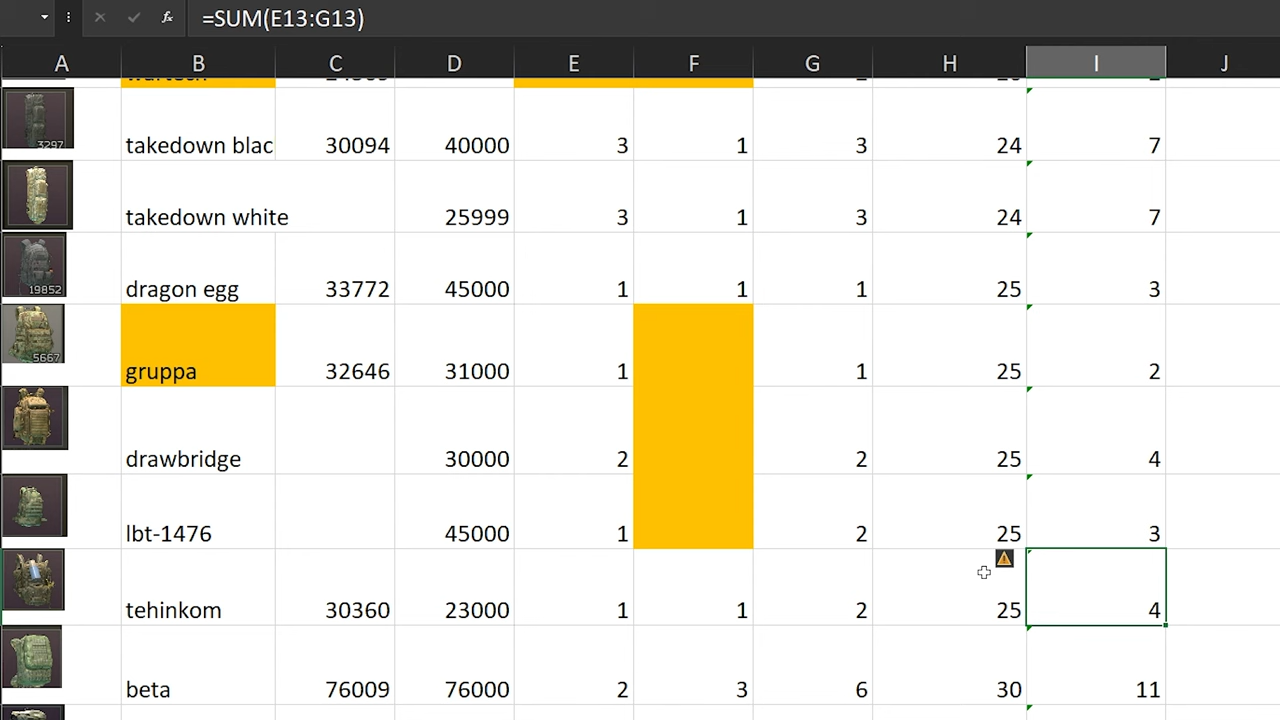 =SUM(E13:G13)
A B C D E F G H I J
3297
takedown blac 30094 40000 3 1 3 24 7
takedown white 25999 3 1 3 24 7
19852
dragon egg 33772 45000 1 1 1 25 3
5667
gruppa 32646 31000 1 1 25 2
drawbridge 30000 2 2 25 4
lbt-1476 45000 1 2 25 3
tehinkom 30360 23000 1 1 2 25 4
beta 76009 76000 2 3 6 30 11